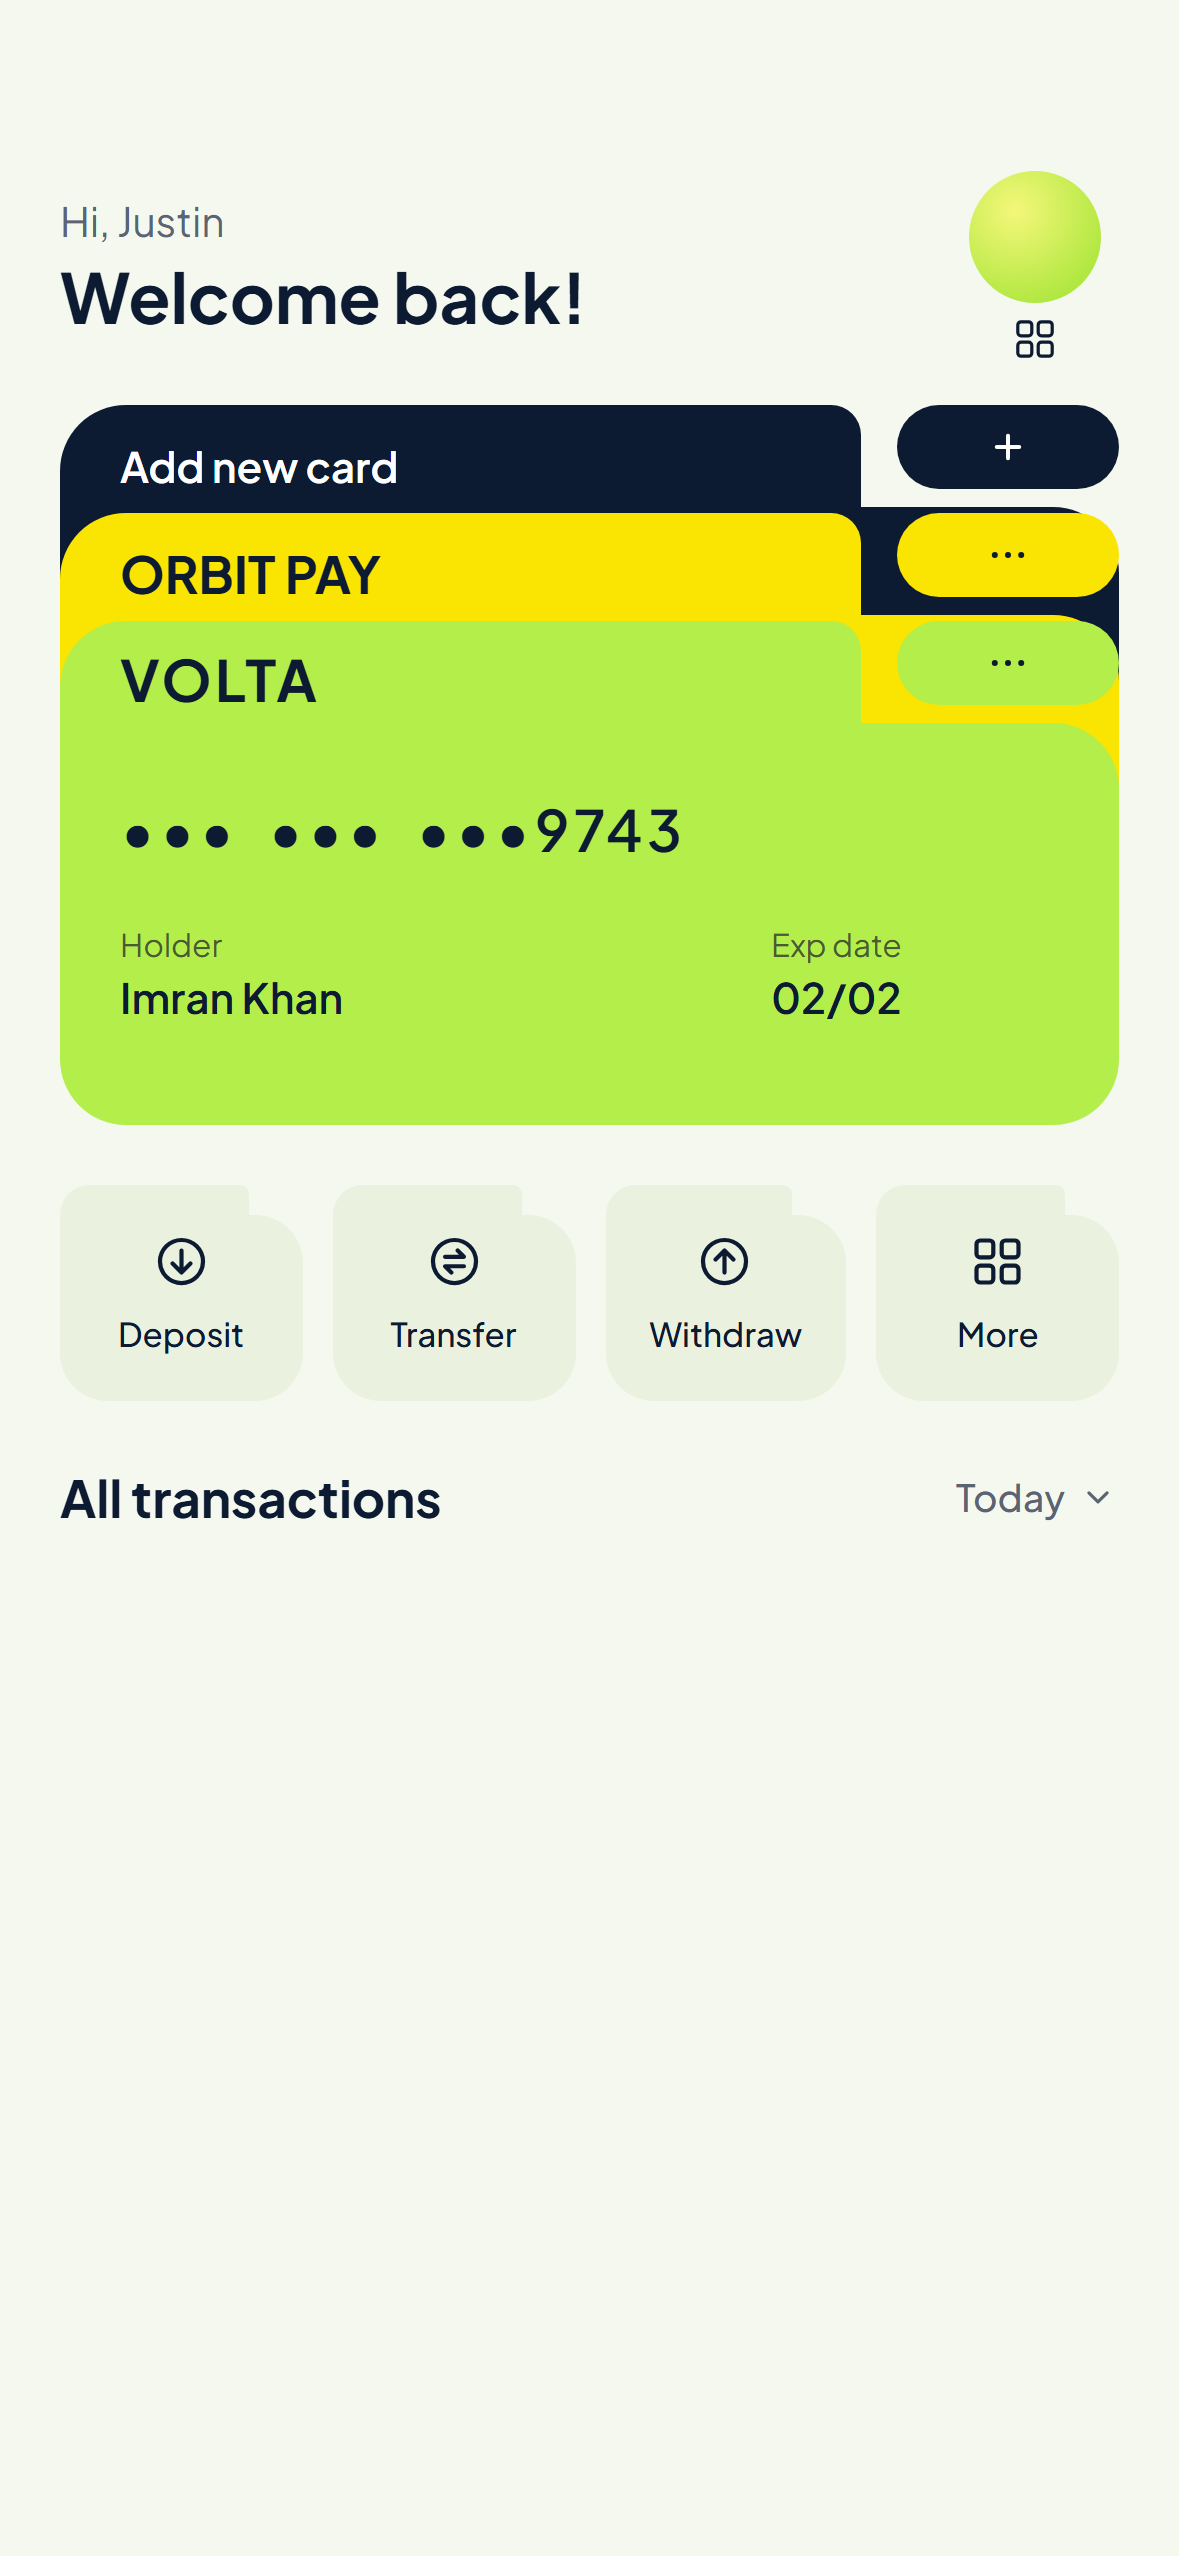 Hi, Justin
Welcome back!
Add new card
ORBIT PAY
VOLTA
●●● ●●● ●●●9743
Holder
Exp date
Imran Khan
02/02
Deposit
Transfer
Withdraw
More
All transactions
Today